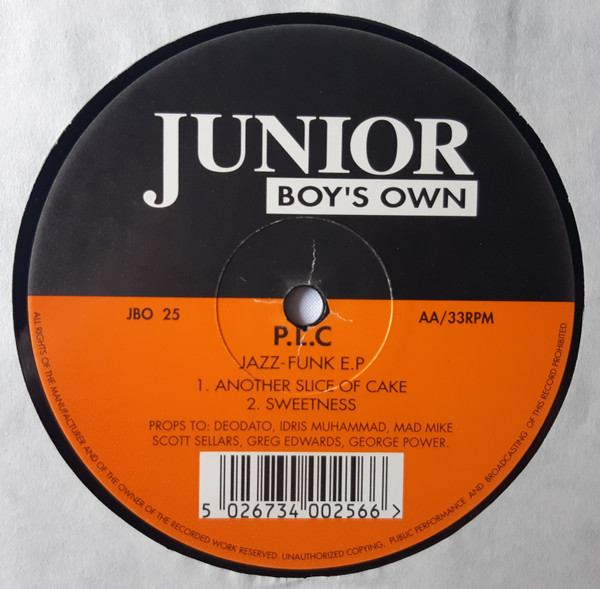 JUNIOR
BOY'S OWN
JBO 25
AA/33RPM
JAZZ-FUNK E.P
1. ANOTHER SLICE OF CAKE
2. SWEETNESS
PROPS TO: DEODATO, IDRIS MUHAMMAD, MAD MIKE
SCOTT SELLARS, GREG EDWARDS, GEORGE POWER.
5 026734 002566 >
ALL RIGHTS OF THE MANUFACTURER AND OF THE OWNER OF THE RECORDED WORK RESERVED. UNAUTHORIZED COPYING, PUBLIC PERFORMANCE AND BROADCASTING OF THIS RECORD PROHIBITED